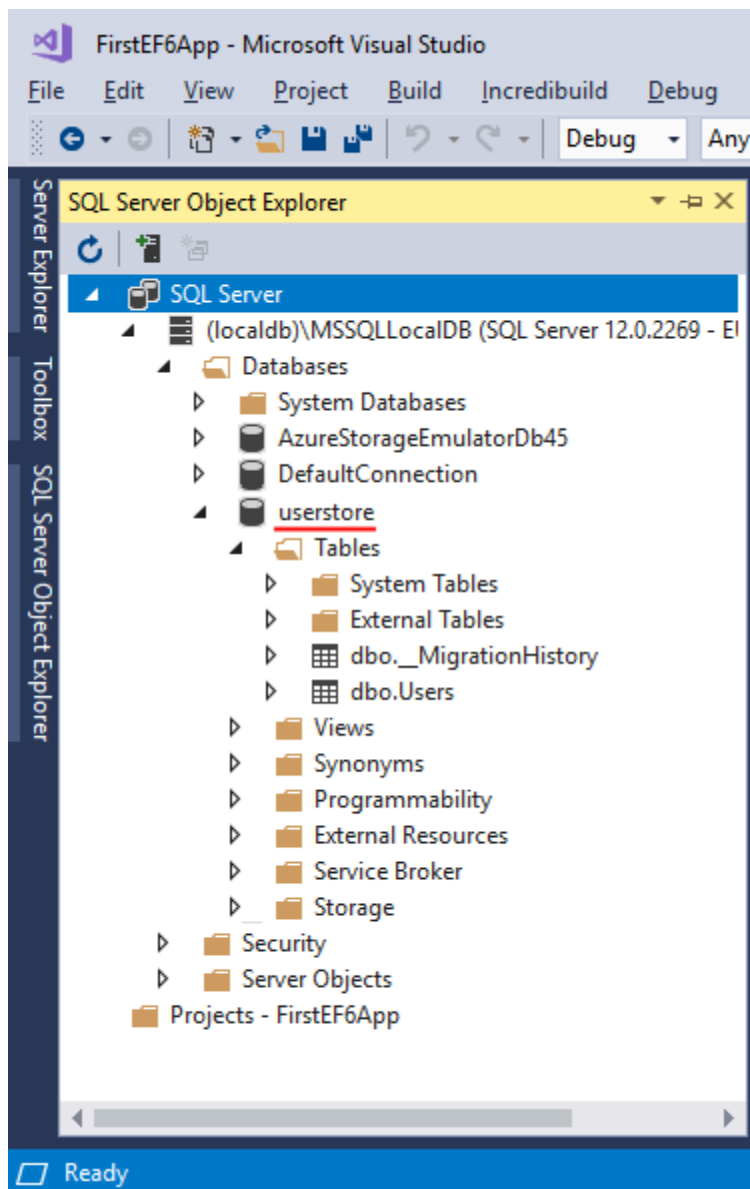 FirstEF6App - Microsoft Visual Studio
File Edit View Project Build Incredibuild Debug
Debug Any
Server Explorer
Toolbox
SQL Server Object Explorer
SQL Server Object Explorer
SQL Server
(localdb)\MSSQLLocalDB (SQL Server 12.0.2269 -
Databases
System Databases
AzureStorageEmulatorDb45
DefaultConnection
userstore
Tables
System Tables
External Tables
dbo.__MigrationHistory
dbo.Users
Views
Synonyms
Programmability
External Resources
Service Broker
Storage
Security
Server Objects
Projects - FirstEF6App
Ready